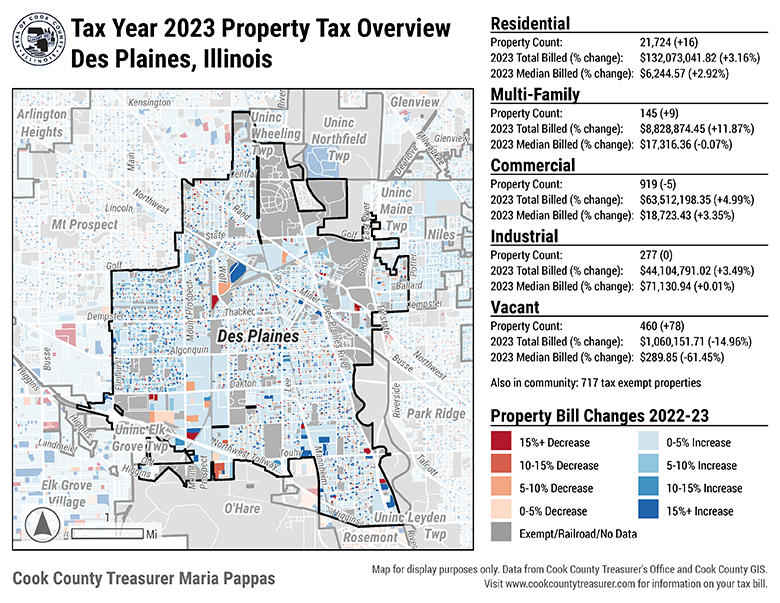 SEAL OF COOK COUNTY
ILLINOIS
Tax Year 2023 Property Tax Overview
Des Plaines, Illinois
Residential
Property Count: 21,724 (+16)
2023 Total Billed (% change): $132,073,041.82 (+3.16%)
2023 Median Billed (% change): $6,244.57 (+2.92%)
Multi-Family
Property Count: 145 (+9)
2023 Total Billed (% change): $8,828,874.45 (+11.87%)
2023 Median Billed (% change): $17,316.36 (-0.07%)
Commercial
Property Count: 919 (-5)
2023 Total Billed (% change): $63,512,198.35 (+4.99%)
2023 Median Billed (% change): $18,723.43 (+3.35%)
Industrial
Property Count: 277 (0)
2023 Total Billed (% change): $44,104,791.02 (+3.49%)
2023 Median Billed (% change): $71,130.94 (+0.01%)
Vacant
Property Count: 460 (+78)
2023 Total Billed (% change): $1,060,151.71 (-14.96%)
2023 Median Billed (% change): $289.85 (-61.45%)
Also in community: 717 tax exempt properties
Property Bill Changes 2022-23
15%+ Decrease
10-15% Decrease
5-10% Decrease
0-5% Decrease
0-5% Increase
5-10% Increase
10-15% Increase
15%+ Increase
Exempt/Railroad/No Data
Kensington
River
Glenview
Arlington
Heights
Uninc
Wheeling
Twp
Uninc
Northfield
Twp
Glenview
Milwaukee
Dearlove
Main
Central
Northwest
Lincoln
Rand
Uninc
Maine
Twp
East River
Mt Prospect
State
Golf
Niles
Golf
Potter
Ballard
Dempster
Mount Prospect
Thacker
Miner
Des Plaines River
Tristate
Dempster
Des Plaines
Busse
Algonquin
Busse
Northwest
Higgins
Elmhurst
Oakton
Lee
Riverside
Park Ridge
Higgins
Uninc Elk
Grove Twp
Landmeier
Northwest Tollway
Touhy
Mannheim
Talcott
Higgins
Mount
Prospect
Elk Grove
Village
O'Hare
Higgins
Uninc Leyden
Twp
Rosemont
River
1
Mi
Cook County Treasurer Maria Pappas
Map for display purposes only. Data from Cook County Treasurer's Office and Cook County GIS.
Visit www.cookcountytreasurer.com for information on your tax bill.